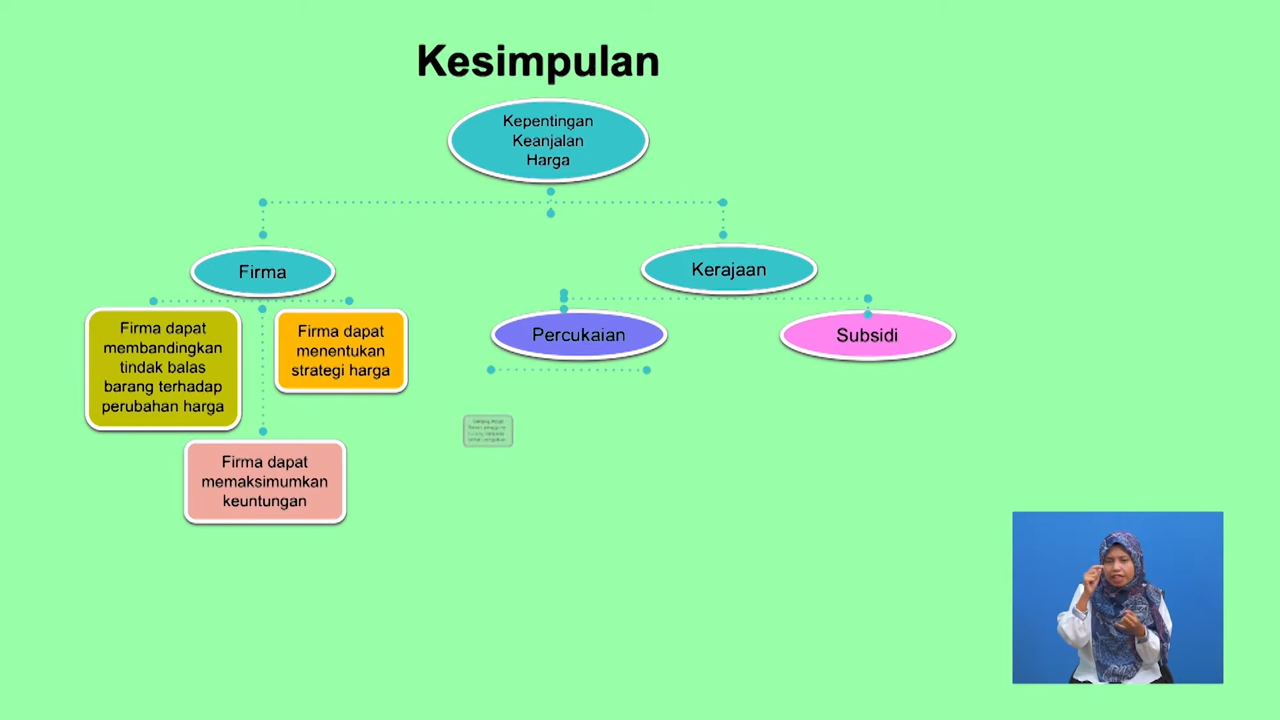 Kesimpulan
Kepentingan
Keanjalan
Harga
Firma
Kerajaan
Firma dapat
membandingkan
tindak balas
barang terhadap
perubahan harga
Firma dapat
menentukan
strategi harga
Firma dapat
memaksimumkan
keuntungan
Percukaian
Subsidi